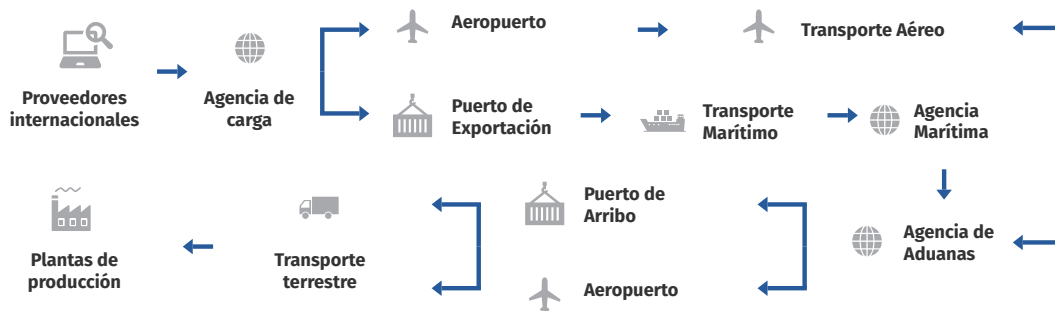 Proveedores
internacionales
Agencia de
carga
Aeropuerto
Transporte Aéreo
Puerto de
Exportación
Transporte
Marítimo
Agencia
Marítima
Agencia de
Aduanas
Puerto de
Arribo
Aeropuerto
Transporte
terrestre
Plantas de
producción